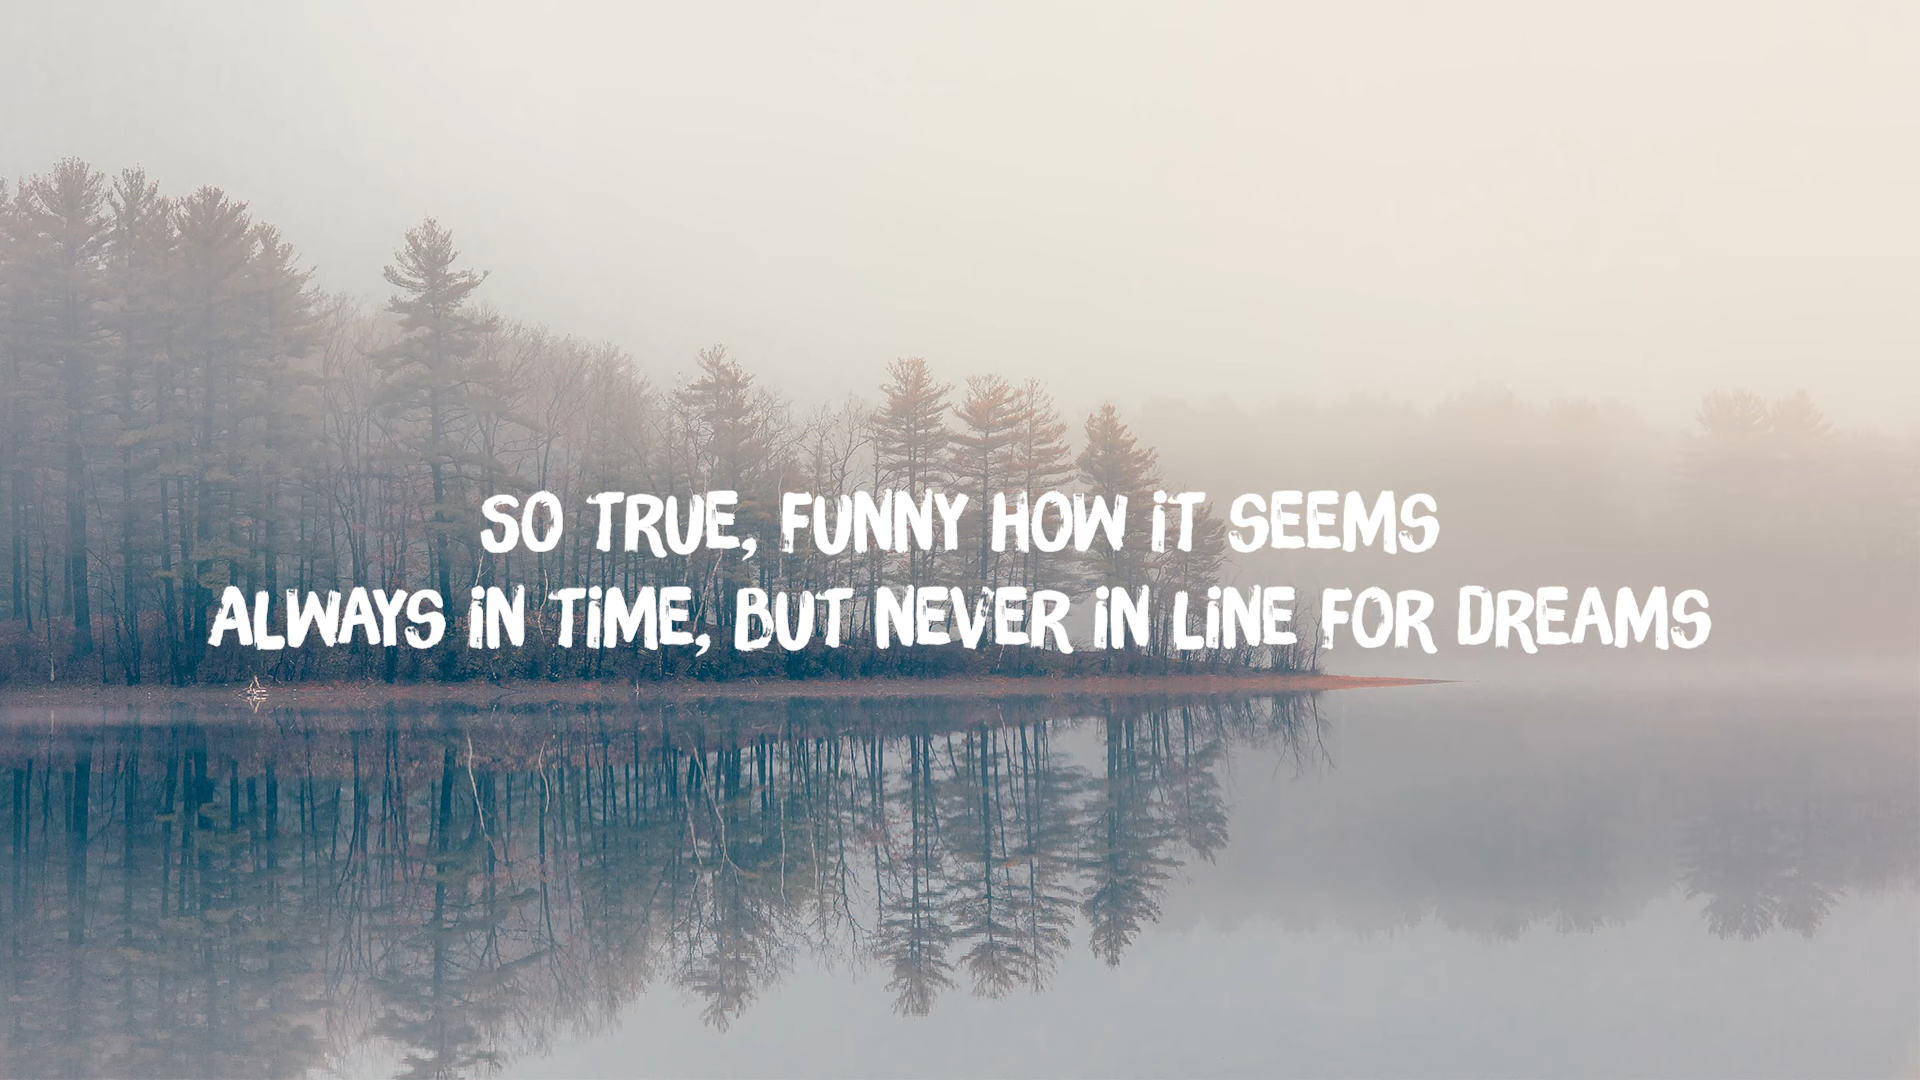 SO TRUE, FUNNY HOW IT SEEMS
ALWAYS IN TIME, BUT NEVER IN LINE FOR DREAMS